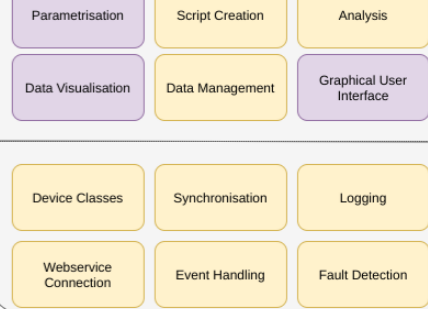 Parametrisation
Script Creation
Analysis
Data Visualisation
Data Management
Graphical User
Interface
Device Classes
Synchronisation
Logging
Webservice
Connection
Event Handling
Fault Detection